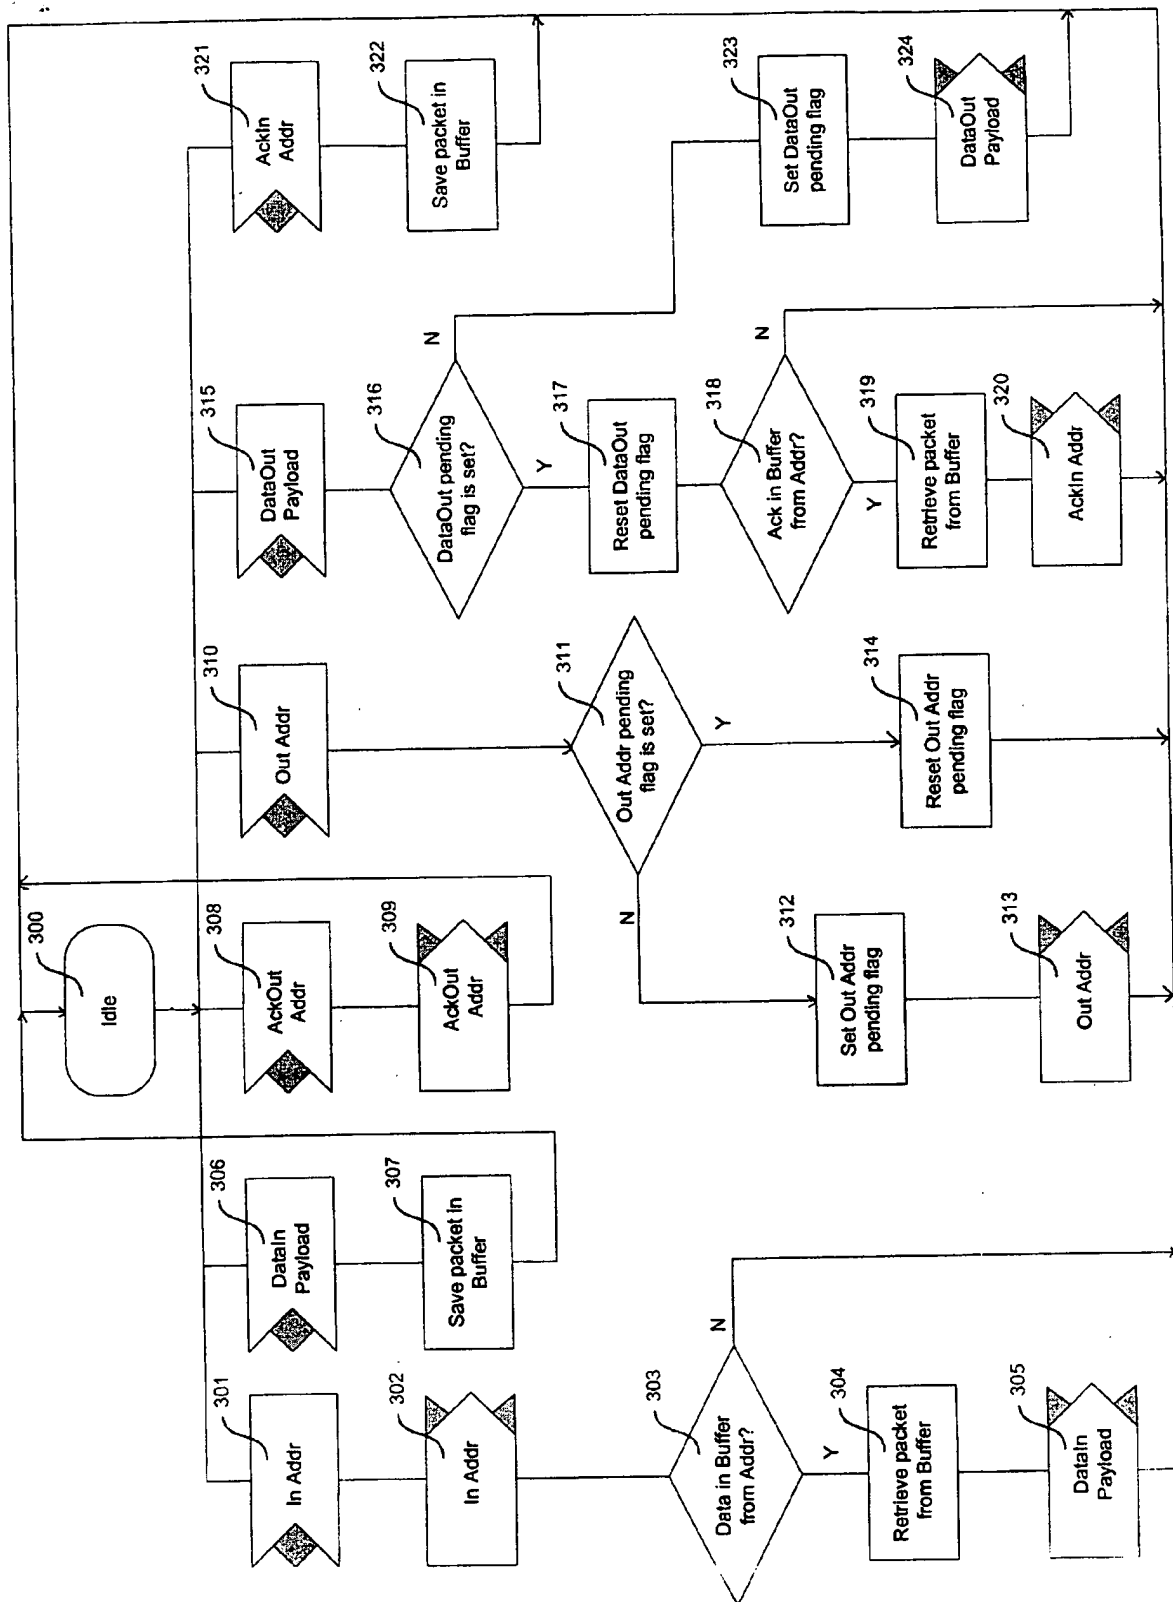 300
Idle
301
In Addr
302
In Addr
303
Data in Buffer
from Addr?
N
Y
304
Retrieve packet
from Buffer
305
DataIn
Payload
306
DataIn
Payload
307
Save packet in
Buffer
308
AckOut
Addr
309
AckOut
Addr
310
Out Addr
311
Out Addr pending
flag is set?
N
Y
312
Set Out Addr
pending flag
313
Out Addr
314
Reset Out Addr
pending flag
315
DataOut
Payload
316
DataOut pending
flag is set?
N
Y
317
Reset DataOut
pending flag
318
Ack in Buffer
from Addr?
N
Y
319
Retrieve packet
from Buffer
320
AckIn Addr
321
AckIn
Addr
322
Save packet in
Buffer
323
Set DataOut
pending flag
324
DataOut
Payload